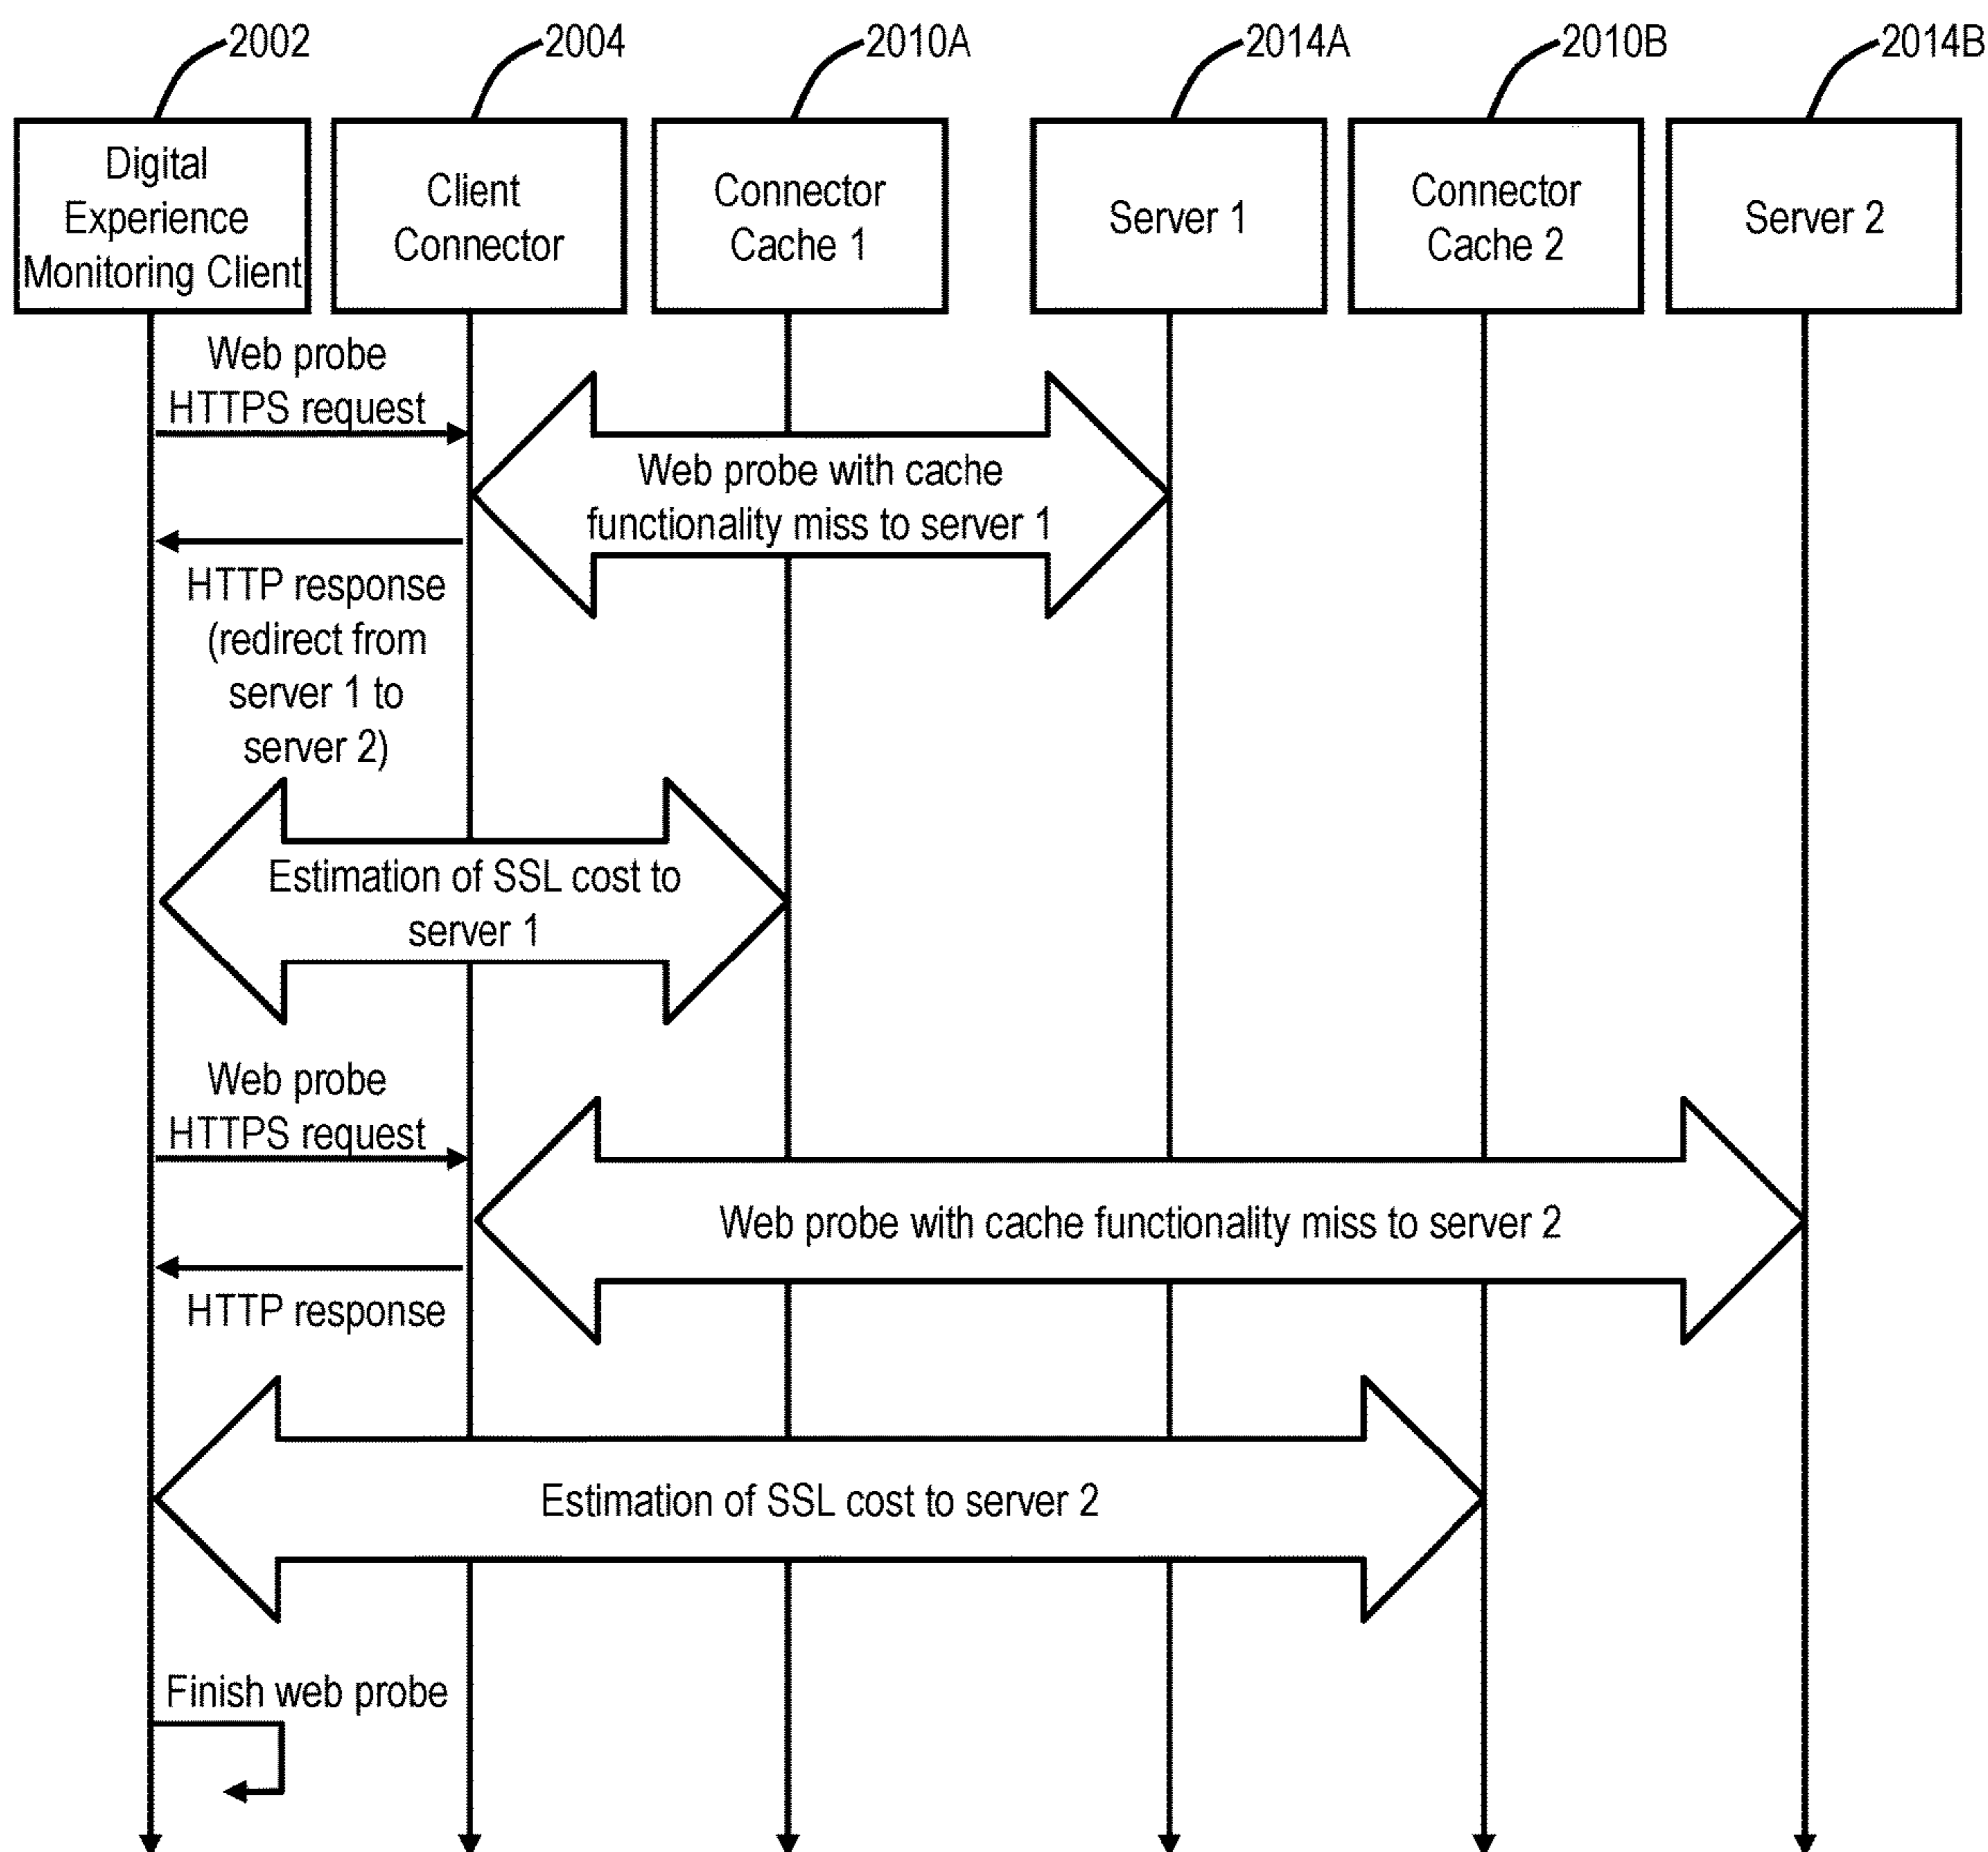 2002
2004
2010A
2014A
2010B
2014B
Digital
Experience
Monitoring Client
Client
Connector
Connector
Cache 1
Server 1
Connector
Cache 2
Server 2
Web probe
HTTPS request
Web probe with cache
functionality miss to server 1
HTTP response
(redirect from
server 1 to
server 2)
Estimation of SSL cost to
server 1
Web probe
HTTPS request
Web probe with cache functionality miss to server 2
HTTP response
Estimation of SSL cost to server 2
Finish web probe